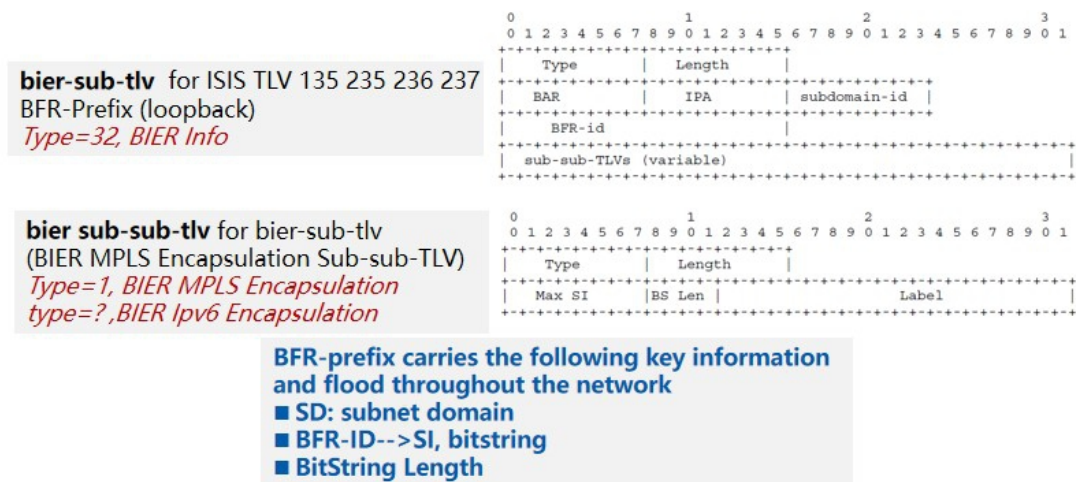 bier-sub-tlv for ISIS TLV 135 235 236 237
BFR-Prefix (loopback)
Type=32, BIER Info
0 1 2 3
0 1 2 3 4 5 6 7 8 9 0 1 2 3 4 5 6 7 8 9 0 1 2 3 4 5 6 7 8 9 0 1
+-+-+-+-+-+-+-+-+-+-+-+-+-+-+-+-+
| Type | Length |
+-+-+-+-+-+-+-+-+-+-+-+-+-+-+-+-+-+-+-+-+-+-+-+-+
| BAR | IPA | subdomain-id |
+-+-+-+-+-+-+-+-+-+-+-+-+-+-+-+-+-+-+-+-+-+-+-+-+
| BFR-id |
+-+-+-+-+-+-+-+-+-+-+-+-+-+-+-+-+-+-+-+-+-+-+-+-+-+-+-+-+-+-+-+-+
| sub-sub-TLVs (variable) |
+-+-+-+-+-+-+-+-+-+-+-+-+-+-+-+-+-+-+-+-+-+-+-+-+-+-+-+-+-+-+-+-+
bier sub-sub-tlv for bier-sub-tlv
(BIER MPLS Encapsulation Sub-sub-TLV)
Type=1, BIER MPLS Encapsulation
type=? ,BIER Ipv6 Encapsulation
0 1 2 3
0 1 2 3 4 5 6 7 8 9 0 1 2 3 4 5 6 7 8 9 0 1 2 3 4 5 6 7 8 9 0 1
+-+-+-+-+-+-+-+-+-+-+-+-+-+-+-+-+
| Type | Length |
+-+-+-+-+-+-+-+-+-+-+-+-+-+-+-+-+-+-+-+-+-+-+-+-+-+-+-+-+-+-+-+-+
| Max SI |BS Len | Label |
+-+-+-+-+-+-+-+-+-+-+-+-+-+-+-+-+-+-+-+-+-+-+-+-+-+-+-+-+-+-+-+-+
BFR-prefix carries the following key information
and flood throughout the network
■ SD: subnet domain
■ BFR-ID-->SI, bitstring
■ BitString Length